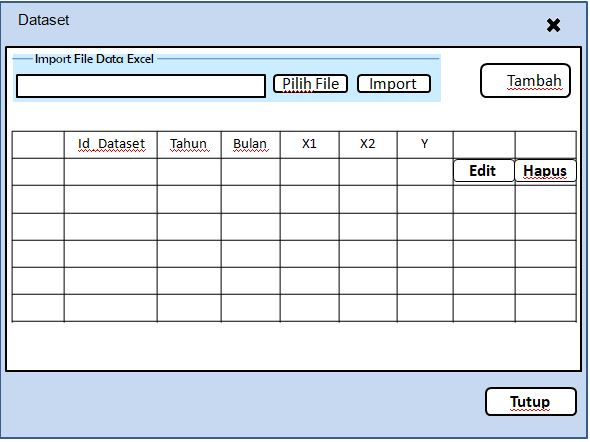 Dataset
Import File Data Excel
Pilih File Import Tambah
Id_Dataset Tahun Bulan X1 X2 Y
Edit Hapus
Tutup